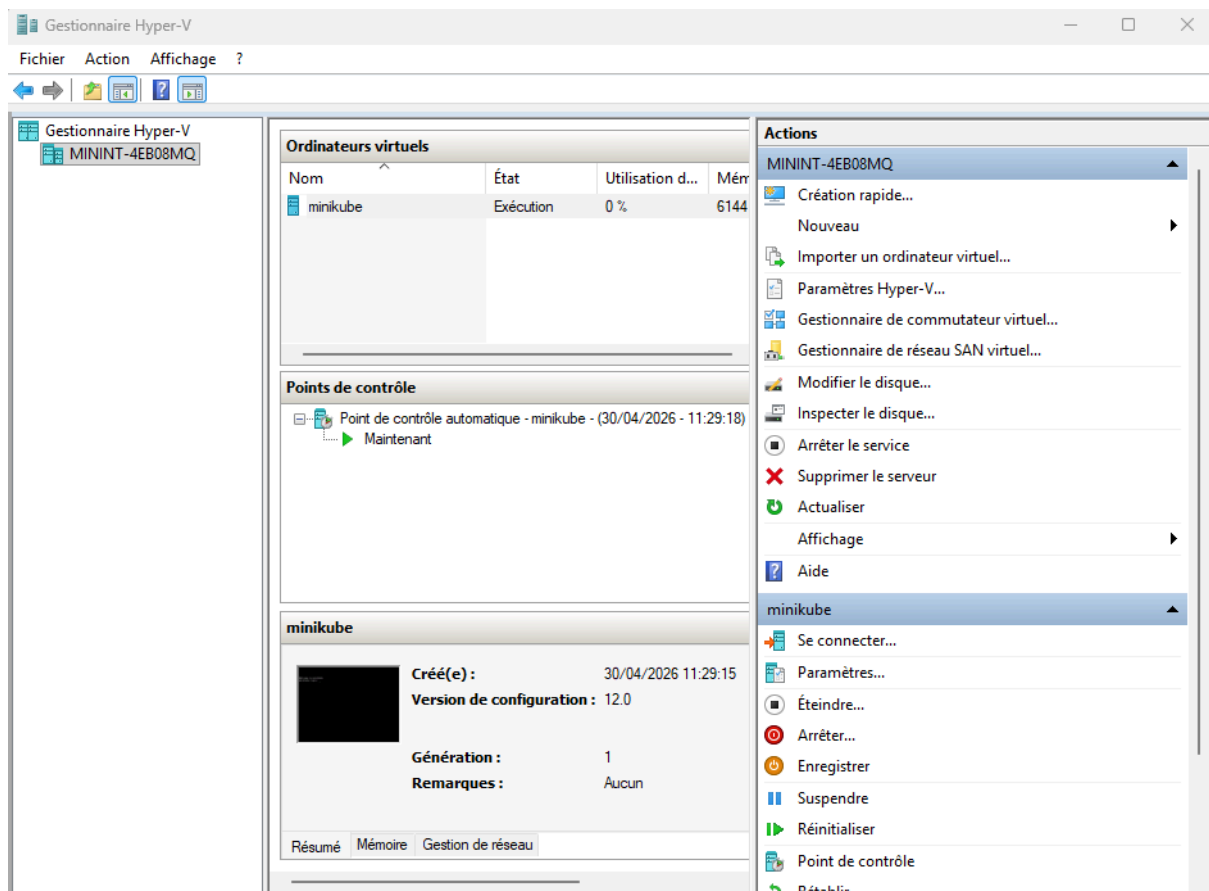 Gestionnaire Hyper-V
Fichier Action Affichage ?
Gestionnaire Hyper-V
MININT-4EB08MQ
Ordinateurs virtuels
Nom État Utilisation d... Mém
minikube Exécution 0 % 6144
Points de contrôle
Point de contrôle automatique - minikube - (30/04/2026 - 11:29:18)
Maintenant
minikube
Créé(e) : 30/04/2026 11:29:15
Version de configuration : 12.0
Génération : 1
Remarques : Aucun
Résumé Mémoire Gestion de réseau
Actions
MININT-4EB08MQ
Création rapide...
Nouveau
Importer un ordinateur virtuel...
Paramètres Hyper-V...
Gestionnaire de commutateur virtuel...
Gestionnaire de réseau SAN virtuel...
Modifier le disque...
Inspecter le disque...
Arrêter le service
Supprimer le serveur
Actualiser
Affichage
Aide
minikube
Se connecter...
Paramètres...
Éteindre...
Arrêter...
Enregistrer
Suspendre
Réinitialiser
Point de contrôle
Rétablir